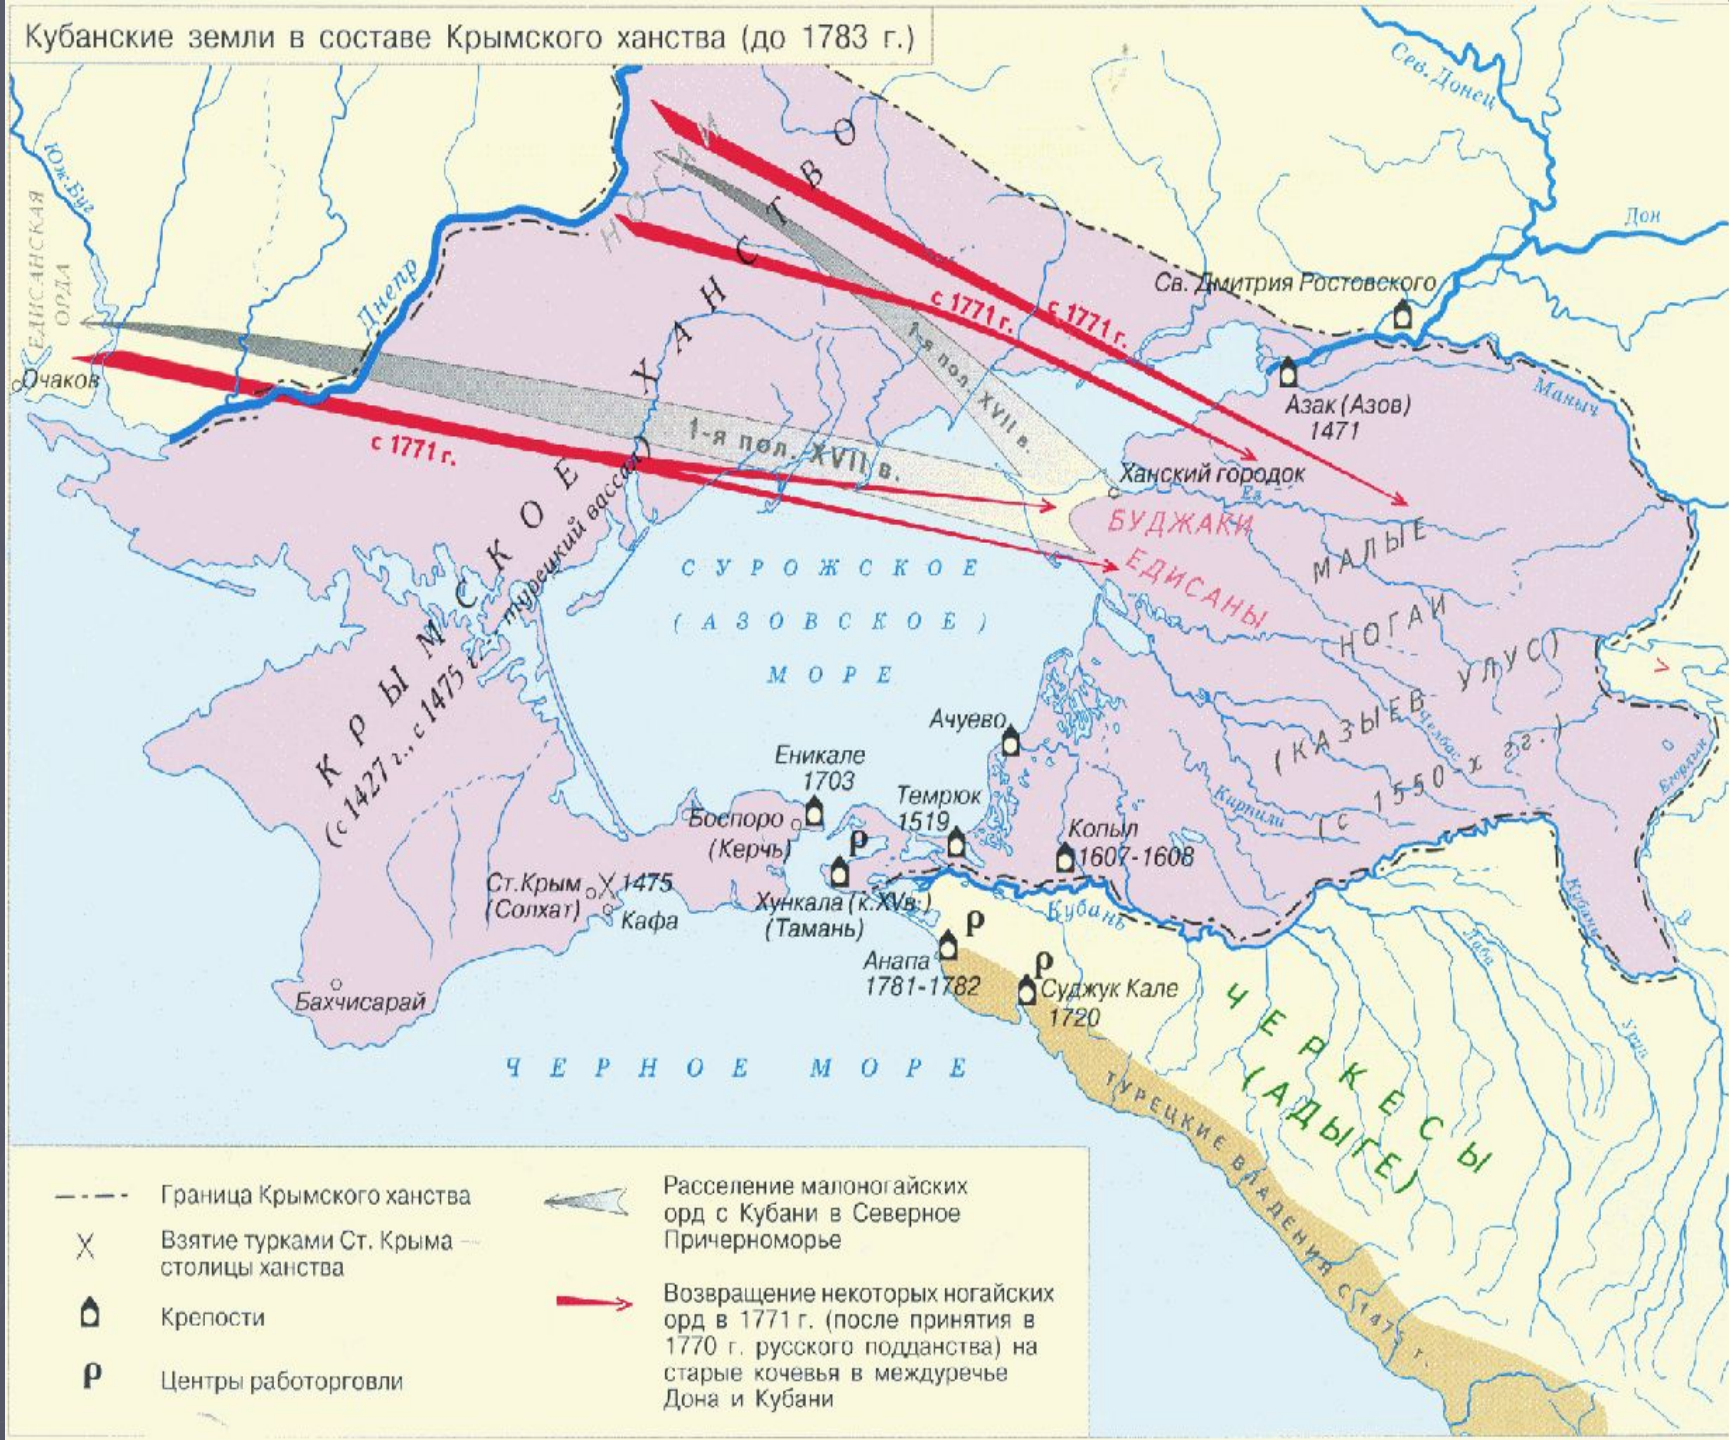 Кубанские земли в составе Крымского ханства (до 1783 г.)
Сев. Донец
Юж. Буг
Дон
НОГАИ
ЕЛИСАНСКАЯ
ОРДА
Днепр
Св. Дмитрия Ростовского
с 1771 г.
с 1771 г.
1-я пол. XVII в.
Очаков
Азак (Азов)
1471
Маныч
с 1771 г.
1-я пол. XVII в.
Ханский городок
Ея
БУДЖАКИ
ЕДИСАНЫ
МАЛЫЕ
НОГАИ
(КАЗЫЕВ УЛУС)
(с 1550-х гг.)
КРЫМСКОЕ ХАНСТВО
(с 1427 г., с 1475 г. - турецкий вассал)
СУРОЖСКОЕ
(АЗОВСКОЕ)
МОРЕ
Челбас
Егорлык
Кирпили
Ачуево
Еникале
1703
Темрюк
1519
Боспоро
(Керчь)
Копыл
1607-1608
Ст.Крым
(Солхат)
1475
Кафа
Хункала (к.XVв.)
(Тамань)
Кубань
Кубань
Лаба
Уруп
Анапа
1781-1782
Суджук Кале
1720
Бахчисарай
ЧЕРНОЕ МОРЕ
ЧЕРКЕСЫ
(АДЫГЕ)
ТУРЕЦКИЕ ВЛАДЕНИЯ С 1475 г.
Граница Крымского ханства
Взятие турками Ст. Крыма –
столицы ханства
Крепости
Р
Центры работорговли
Расселение малоногайских
орд с Кубани в Северное
Причерноморье
Возвращение некоторых ногайских
орд в 1771 г. (после принятия в
1770 г. русского подданства) на
старые кочевья в междуречье
Дона и Кубани